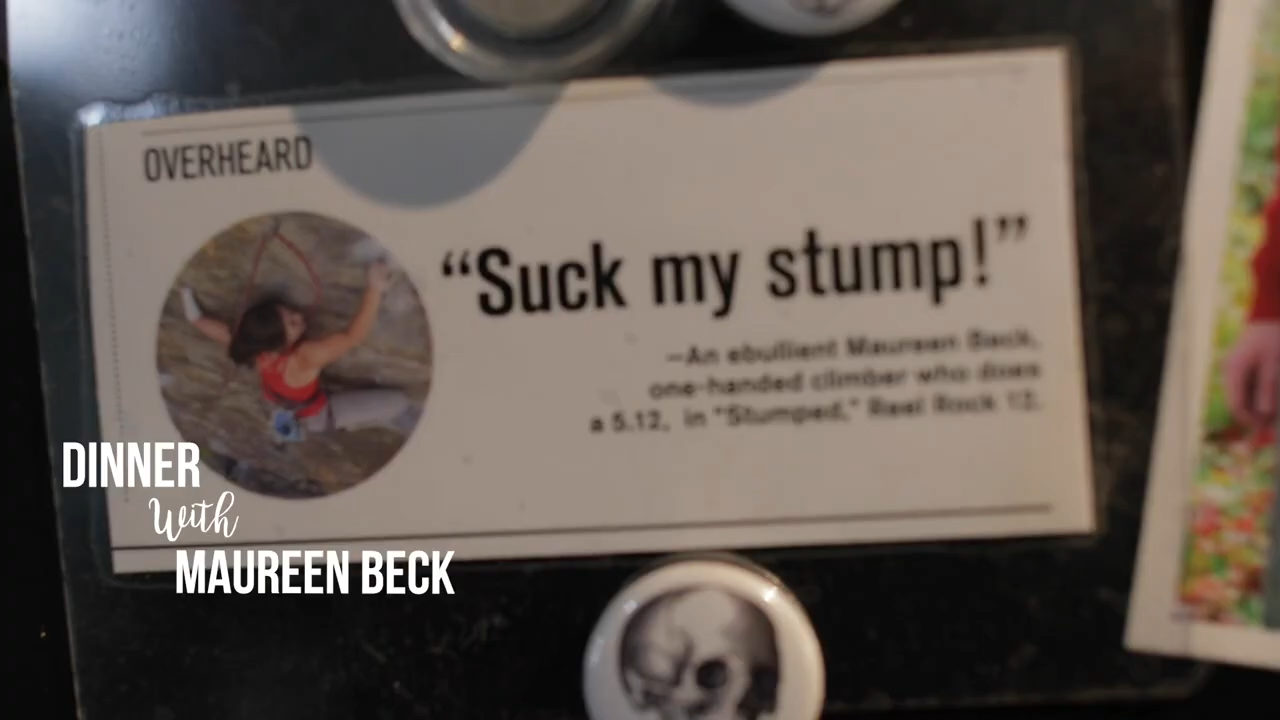 OVERHEARD
“Suck my stump!”
—An ebullient Maureen Beck,
one-handed climber who does
a 5.12, in "Stumped," Reel Rock 12.
DINNER
With
MAUREEN BECK